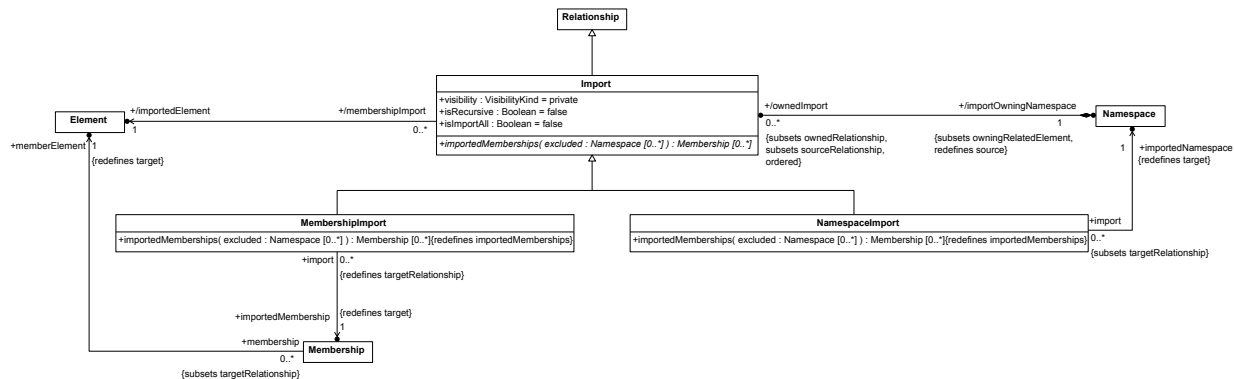 Relationship
Import
+visibility : VisibilityKind = private
+isRecursive : Boolean = false
+isImportAll : Boolean = false
+importedMemberships( excluded : Namespace [0..*] ) : Membership [0..*]
+/importedElement
1
+/membershipImport
0..*
Element
+memberElement
1
{redefines target}
+/ownedImport
0..*
{subsets ownedRelationship,
subsets sourceRelationship,
ordered}
+/importOwningNamespace
1
{subsets owningRelatedElement,
redefines source}
Namespace
1
+importedNamespace
{redefines target}
MembershipImport
+importedMemberships( excluded : Namespace [0..*] ) : Membership [0..*]{redefines importedMemberships}
NamespaceImport
+importedMemberships( excluded : Namespace [0..*] ) : Membership [0..*]{redefines importedMemberships}
+import
0..*
{subsets targetRelationship}
+import
0..*
{redefines targetRelationship}
+importedMembership
{redefines target}
1
+membership
0..*
{subsets targetRelationship}
Membership